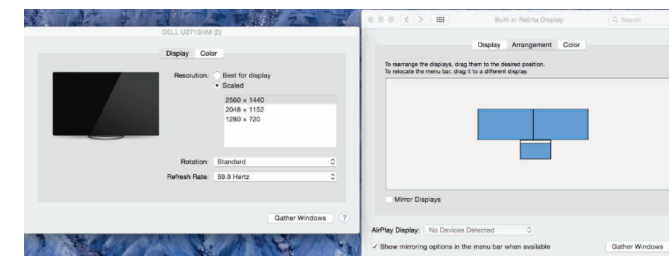 DELL U2713HM (2)
Display Color
Resolution: Best for display
Scaled
2560 × 1440
2048 × 1152
1280 × 720
Rotation: Standard
Refresh Rate: 59.9 Hertz
Gather Windows ?
Built-in Retina Display
Search
Display Arrangement Color
To rearrange the displays, drag them to the desired position.
To relocate the menu bar, drag it to a different display.
Mirror Displays
AirPlay Display: No Devices Detected
Show mirroring options in the menu bar when available
Gather Windows